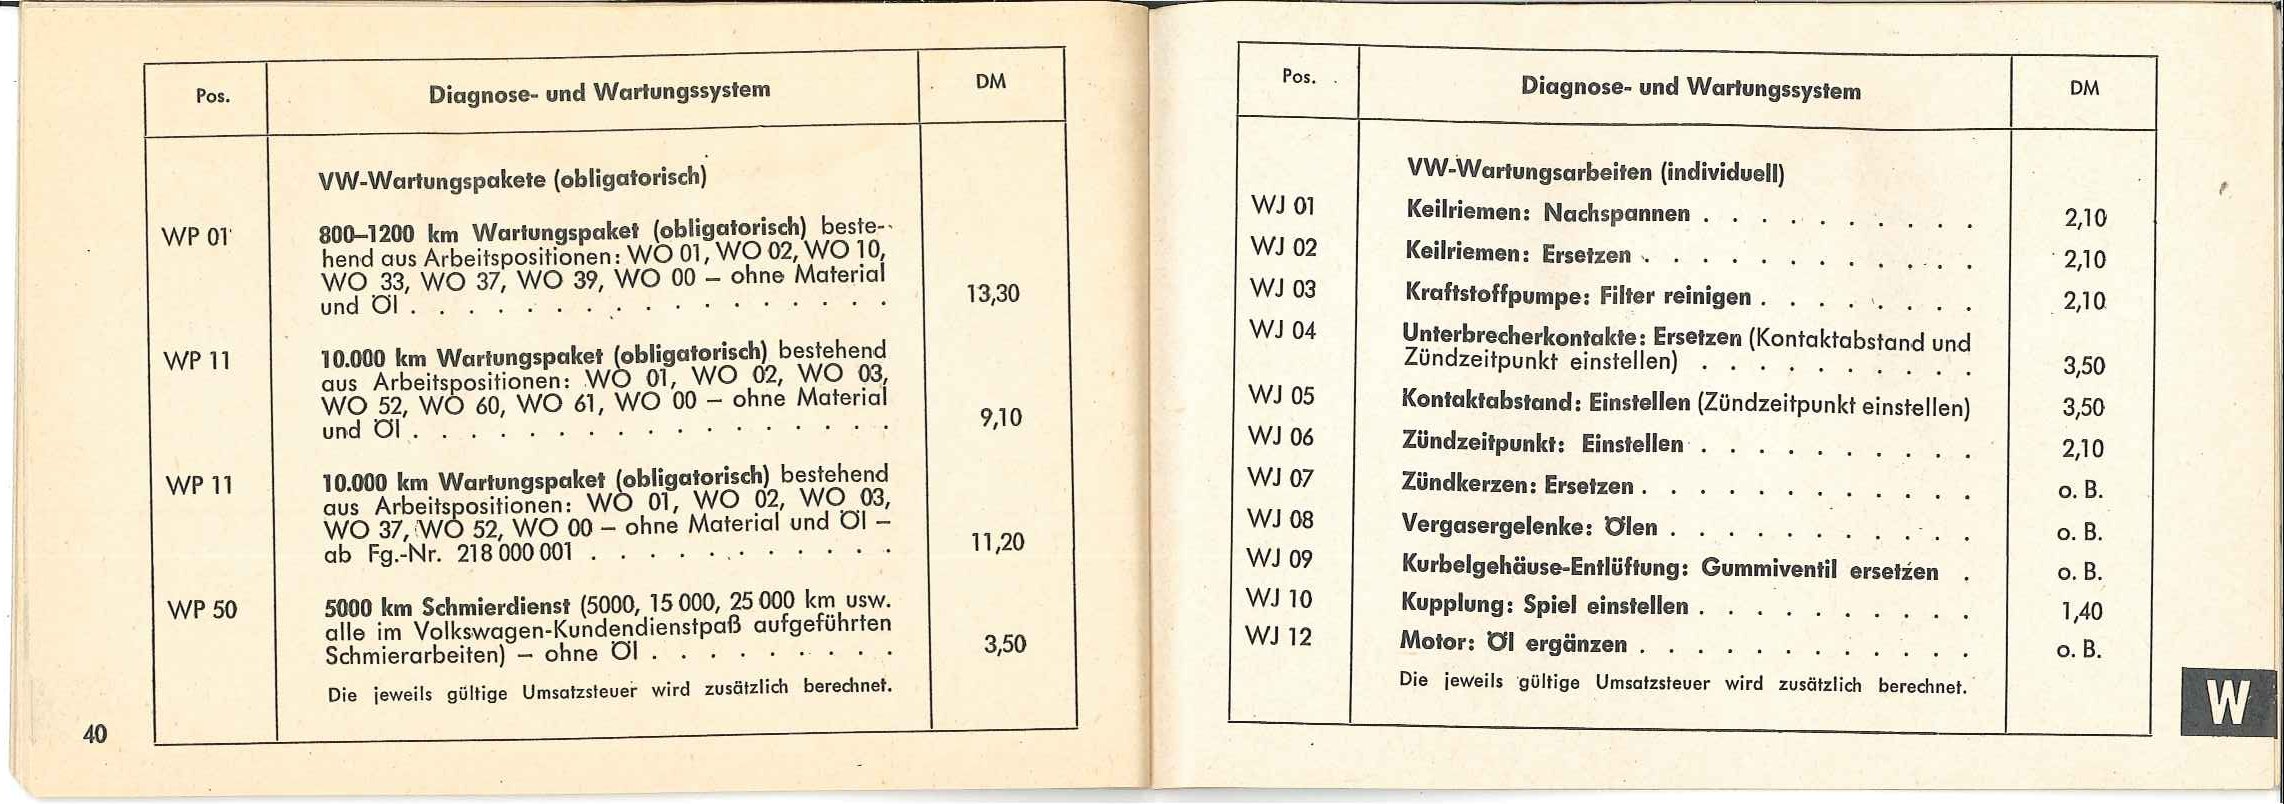 Pos. Diagnose- und Wartungssystem DM
VW-Wartungspakete (obligatorisch)
WP 01 800–1200 km Wartungspaket (obligatorisch) beste-
hend aus Arbeitspositionen: WO 01, WO 02, WO 10,
WO 33, WO 37, WO 39, WO 00 – ohne Material
und Öl . . . . . . . . . . . . . . . . . 13,30
WP 11 10.000 km Wartungspaket (obligatorisch) bestehend
aus Arbeitspositionen: WO 01, WO 02, WO 03,
WO 52, WO 60, WO 61, WO 00 – ohne Material
und Öl . . . . . . . . . . . . . . . . . 9,10
WP 11 10.000 km Wartungspaket (obligatorisch) bestehend
aus Arbeitspositionen: WO 01, WO 02, WO 03,
WO 37, WO 52, WO 00 – ohne Material und Öl –
ab Fg.-Nr. 218 000 001 . . . . . . . . . . . 11,20
WP 50 5000 km Schmierdienst (5000, 15 000, 25 000 km usw.
alle im Volkswagen-Kundendienstpaß aufgeführten
Schmierarbeiten) – ohne Öl . . . . . . . . . 3,50
Die jeweils gültige Umsatzsteuer wird zusätzlich berechnet.
40
Pos. Diagnose- und Wartungssystem DM
VW-Wartungsarbeiten (individuell)
WJ 01 Keilriemen: Nachspannen . . . . . . . . . . 2,10
WJ 02 Keilriemen: Ersetzen . . . . . . . . . . . . 2,10
WJ 03 Kraftstoffpumpe: Filter reinigen . . . . . . . . 2,10
WJ 04 Unterbrecherkontakte: Ersetzen (Kontaktabstand und
Zündzeitpunkt einstellen) . . . . . . . . . . 3,50
WJ 05 Kontaktabstand: Einstellen (Zündzeitpunkt einstellen) 3,50
WJ 06 Zündzeitpunkt: Einstellen . . . . . . . . . . 2,10
WJ 07 Zündkerzen: Ersetzen . . . . . . . . . . . . o. B.
WJ 08 Vergasergelenke: Ölen . . . . . . . . . . . o. B.
WJ 09 Kurbelgehäuse-Entlüftung: Gummiventil ersetzen . o. B.
WJ 10 Kupplung: Spiel einstellen . . . . . . . . . . 1,40
WJ 12 Motor: Öl ergänzen . . . . . . . . . . . . o. B.
Die jeweils gültige Umsatzsteuer wird zusätzlich berechnet.
W